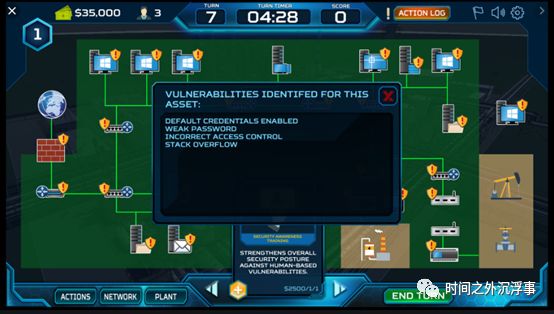 $35,000
3
TURN
7
TURN TIMER
04:28
SCORE
0
ACTION LOG
1
VULNERABILITIES IDENTIFED FOR THIS
ASSET:
DEFAULT CREDENTIALS ENABLED
WEAK PASSWORD
INCORRECT ACCESS CONTROL
STACK OVERFLOW
SECURITY AWARENESS
TRAINING
STRENGTHENS OVERALL
SECURITY POSTURE
AGAINST HUMAN-BASED
VULNERABILITIES.
$2500/1/1
ACTIONS
NETWORK
PLANT
END TURN
时间之外沉浮事